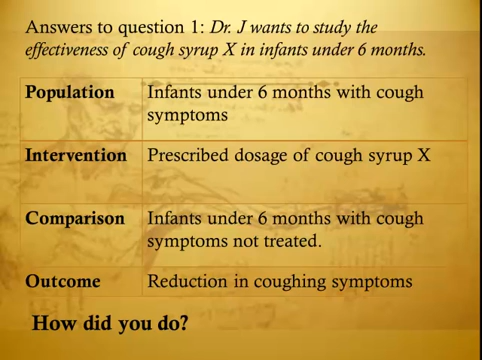 Answers to question 1: Dr. J wants to study the
effectiveness of cough syrup X in infants under 6 months.
Population Infants under 6 months with cough
symptoms
Intervention Prescribed dosage of cough syrup X
Comparison Infants under 6 months with cough
symptoms not treated.
Outcome Reduction in coughing symptoms
How did you do?